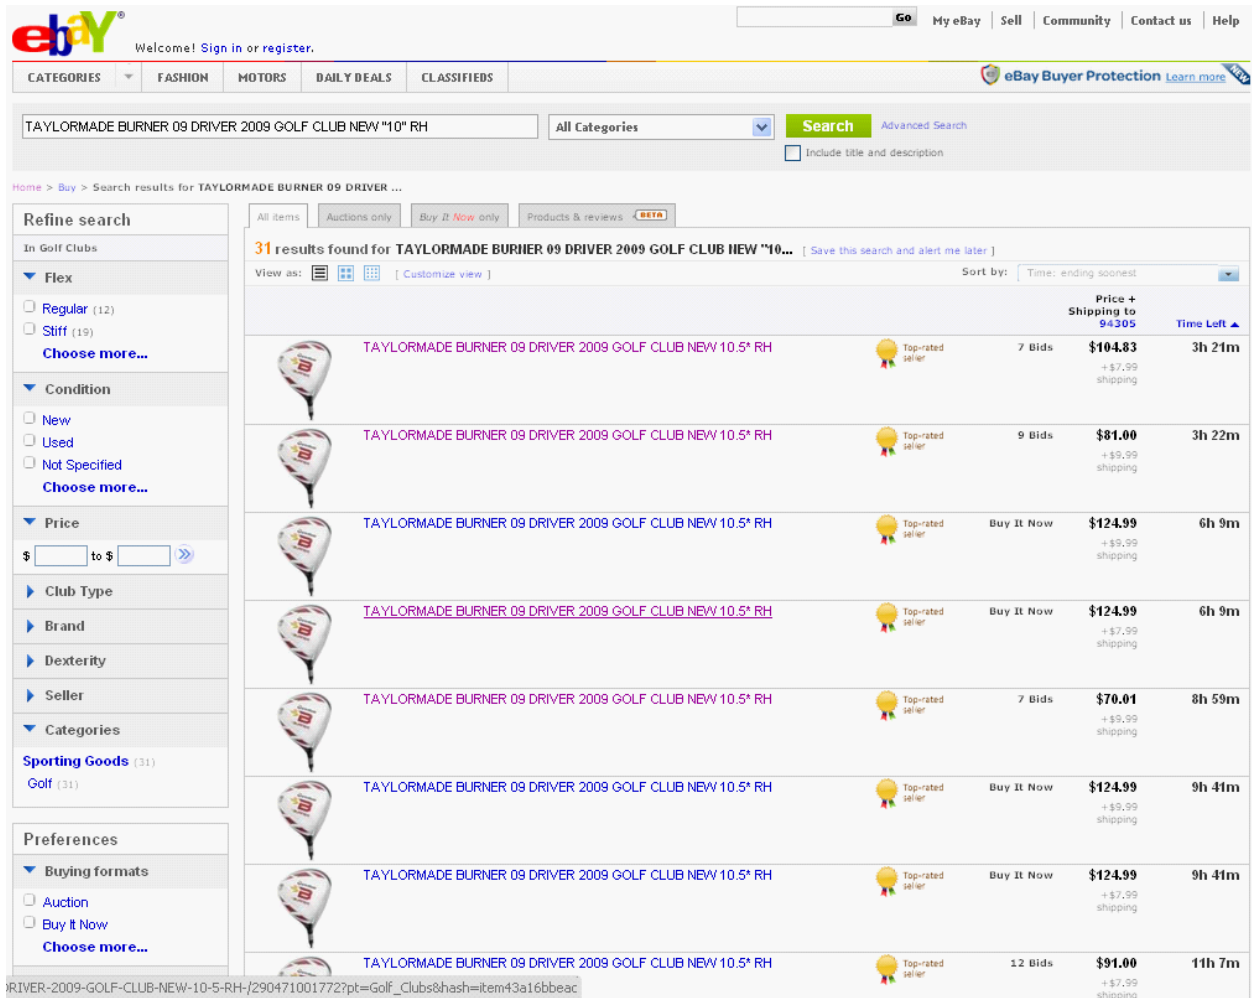 ebaY®
Welcome! Sign in or register.
Go
My eBay | Sell | Community | Contact us | Help
CATEGORIES FASHION MOTORS DAILY DEALS CLASSIFIEDS
eBay Buyer Protection Learn more NEW
TAYLORMADE BURNER 09 DRIVER 2009 GOLF CLUB NEW "10" RH
All Categories
Search
Advanced Search
Include title and description
Home > Buy > Search results for TAYLORMADE BURNER 09 DRIVER ...
Refine search
In Golf Clubs
Flex
Regular (12)
Stiff (19)
Choose more...
Condition
New
Used
Not Specified
Choose more...
Price
$ to $
Club Type
Brand
Dexterity
Seller
Categories
Sporting Goods (31)
Golf (31)
Preferences
Buying formats
Auction
Buy It Now
Choose more...
All items Auctions only Buy It Now only Products & reviews BETA
31 results found for TAYLORMADE BURNER 09 DRIVER 2009 GOLF CLUB NEW "10... [ Save this search and alert me later ]
View as: [ Customize view ]
Sort by: Time: ending soonest
Price +
Shipping to
94305
Time Left
TAYLORMADE BURNER 09 DRIVER 2009 GOLF CLUB NEW 10.5* RH
Top-rated
seller
7 Bids $104.83 3h 21m
+$7.99
shipping
TAYLORMADE BURNER 09 DRIVER 2009 GOLF CLUB NEW 10.5* RH
Top-rated
seller
9 Bids $81.00 3h 22m
+$9.99
shipping
TAYLORMADE BURNER 09 DRIVER 2009 GOLF CLUB NEW 10.5* RH
Top-rated
seller
Buy It Now $124.99 6h 9m
+$9.99
shipping
TAYLORMADE BURNER 09 DRIVER 2009 GOLF CLUB NEW 10.5* RH
Top-rated
seller
Buy It Now $124.99 6h 9m
+$7.99
shipping
TAYLORMADE BURNER 09 DRIVER 2009 GOLF CLUB NEW 10.5* RH
Top-rated
seller
7 Bids $70.01 8h 59m
+$9.99
shipping
TAYLORMADE BURNER 09 DRIVER 2009 GOLF CLUB NEW 10.5* RH
Top-rated
seller
Buy It Now $124.99 9h 41m
+$9.99
shipping
TAYLORMADE BURNER 09 DRIVER 2009 GOLF CLUB NEW 10.5* RH
Top-rated
seller
Buy It Now $124.99 9h 41m
+$7.99
shipping
TAYLORMADE BURNER 09 DRIVER 2009 GOLF CLUB NEW 10.5* RH
Top-rated
seller
12 Bids $91.00 11h 7m
+$9.99
shipping
RIVER-2009-GOLF-CLUB-NEW-10-5-RH-/290471001772?pt=Golf_Clubs&hash=item43a16bbeac